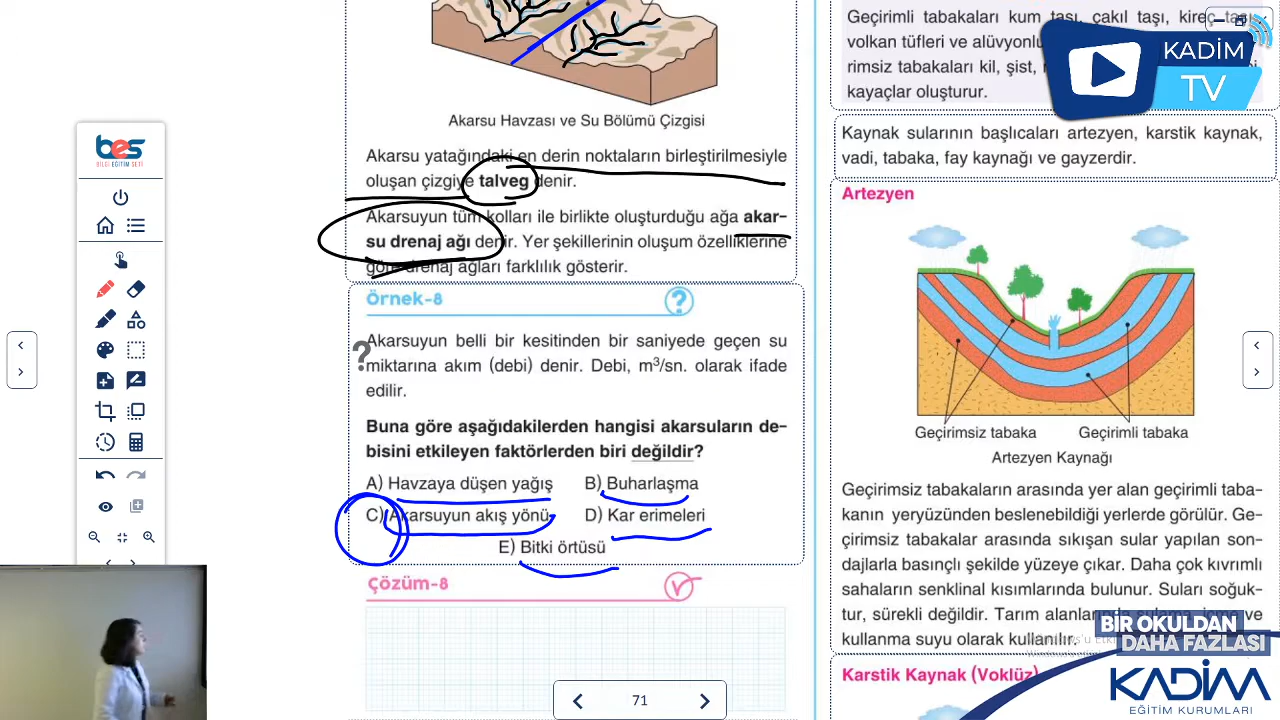 Akarsu Havzası ve Su Bölümü Çizgisi
Akarsu yatağındaki en derin noktaların birleştirilmesiyle
oluşan çizgiye talveg denir.
Akarsuyun tüm kolları ile birlikte oluşturduğu ağa akar-
su drenaj ağı denir. Yer şekillerinin oluşum özelliklerine
göre drenaj ağları farklılık gösterir.
Örnek-8
?
?
Akarsuyun belli bir kesitinden bir saniyede geçen su
miktarına akım (debi) denir. Debi, m³/sn. olarak ifade
edilir.
Buna göre aşağıdakilerden hangisi akarsuların de-
bisini etkileyen faktörlerden biri değildir?
A) Havzaya düşen yağış B) Buharlaşma
C) Akarsuyun akış yönü D) Kar erimeleri
E) Bitki örtüsü
Çözüm-8
71
Geçirimli tabakaları kum taşı, çakıl taşı, kireç taşı,
volkan tüfleri ve alüvyonlu
rimsiz tabakaları kil, şist,
kayaçlar oluşturur.
KADİM
TV
Kaynak sularının başlıcaları artezyen, karstik kaynak,
vadi, tabaka, fay kaynağı ve gayzerdir.
Artezyen
Geçirimsiz tabaka Geçirimli tabaka
Artezyen Kaynağı
Geçirimsiz tabakaların arasında yer alan geçirimli taba-
kanın yeryüzünden beslenebildiği yerlerde görülür. Ge-
çirimsiz tabakalar arasında sıkışan sular yapılan son-
dajlarla basınçlı şekilde yüzeye çıkar. Daha çok kıvrımlı
sahaların senklinal kısımlarında bulunur. Suları soğuk-
tur, sürekli değildir. Tarım alanlarında sulama, içme ve
kullanma suyu olarak kullanılır.
Karstik Kaynak (Voklüz)
BİR OKULDAN
DAHA FAZLASI
KADİM
EĞİTİM KURUMLARI
bes
BİLGİ EĞİTİM SETİ